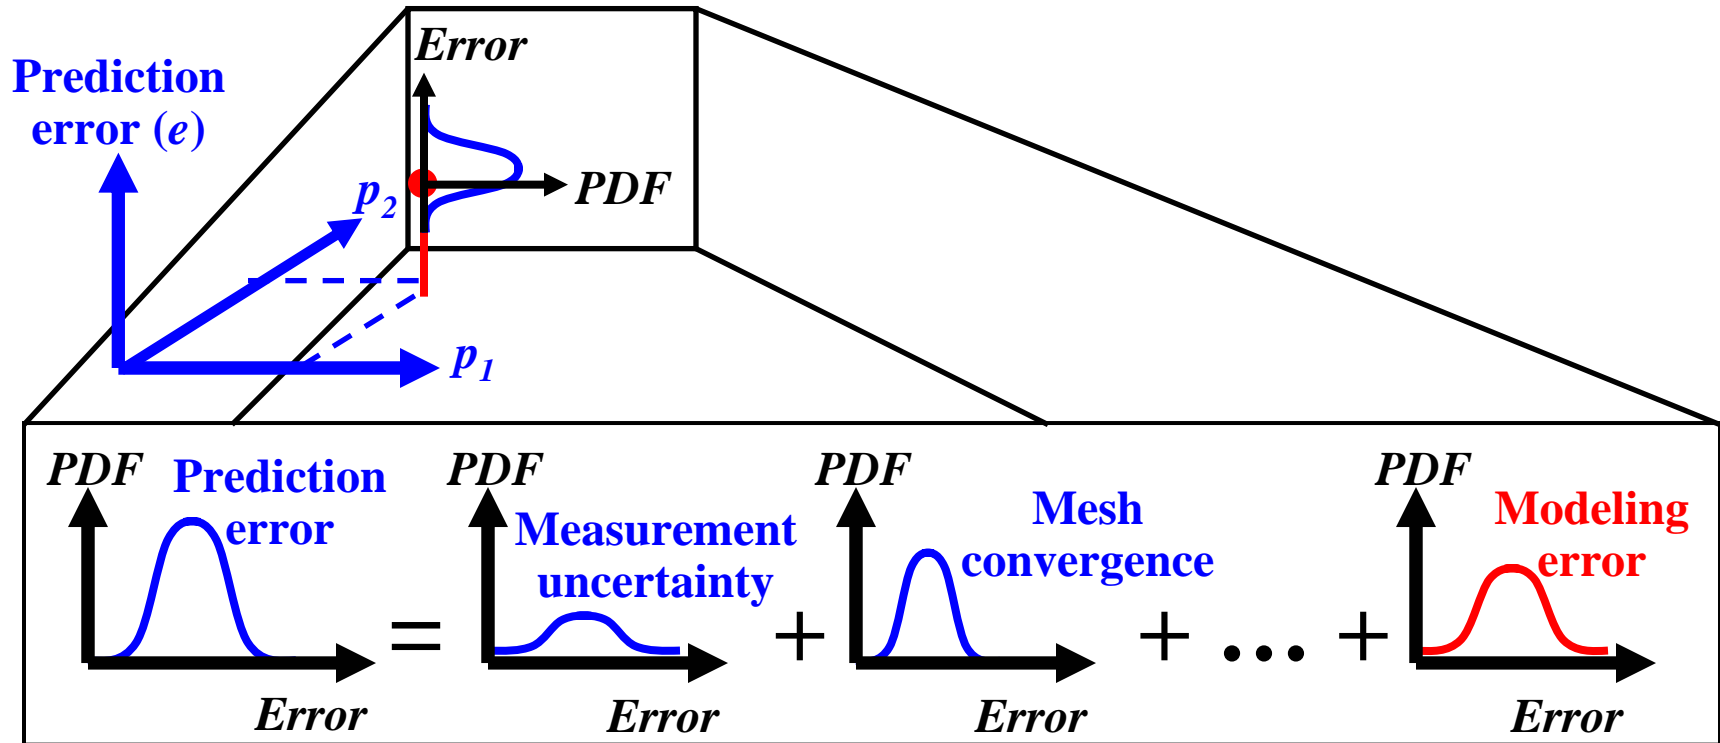 Error
Prediction
error (e)
p2
PDF
p1
PDF
Prediction
error
PDF
Measurement
uncertainty
PDF
Mesh
convergence
PDF
Modeling
error
= + + ... +
Error
Error
Error
Error